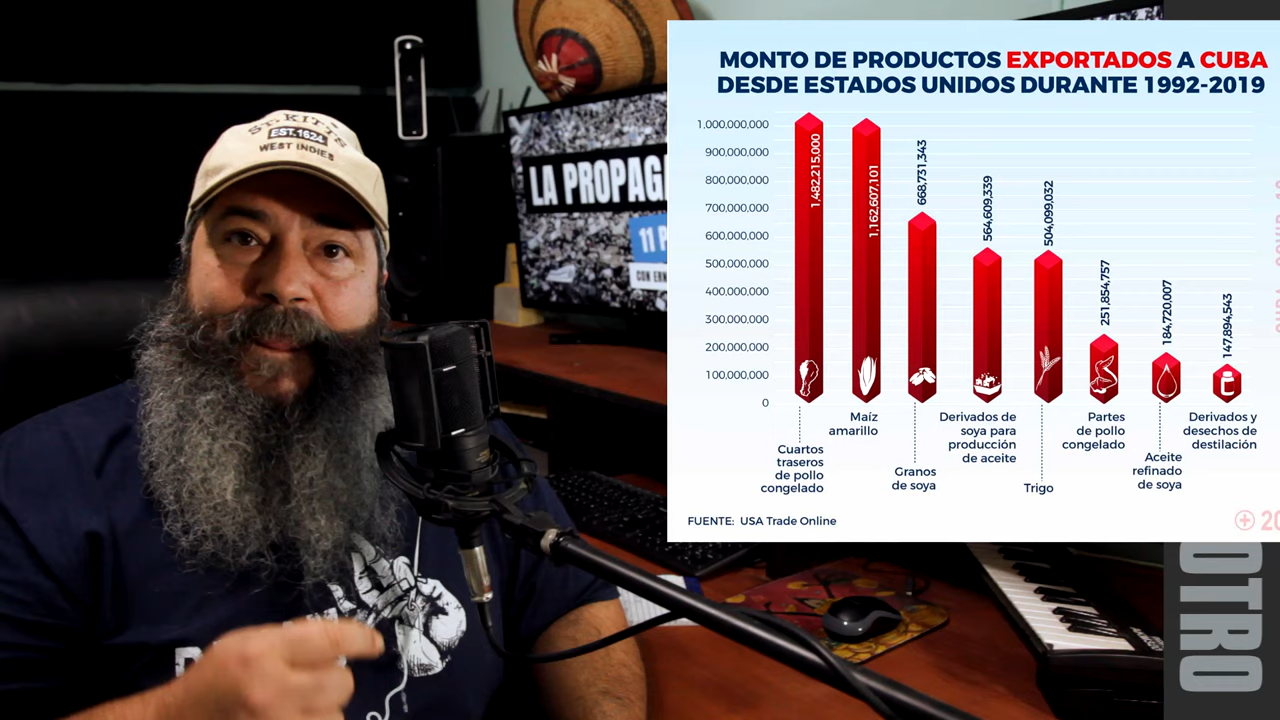 ST. KITTS
EST.1624
WEST INDIES
LA PROPAGA
11 P
MONTO DE PRODUCTOS EXPORTADOS A CUBA
DESDE ESTADOS UNIDOS DURANTE 1992-2019
1,000,000,000
900,000,000
800,000,000
700,000,000
600,000,000
500,000,000
400,000,000
300,000,000
200,000,000
100,000,000
0
1,482,215,000
1,162,607,101
668,731,343
564,609,339
504,099,032
251,854,757
184,720,007
147,894,543
Cuartos
traseros
de pollo
congelado
Maíz
amarillo
Granos
de soya
Derivados de
soya para
producción
de aceite
Trigo
Partes
de pollo
congelado
Aceite
refinado
de soya
Derivados y
desechos de
destilación
FUENTE: USA Trade Online
20
OTRO